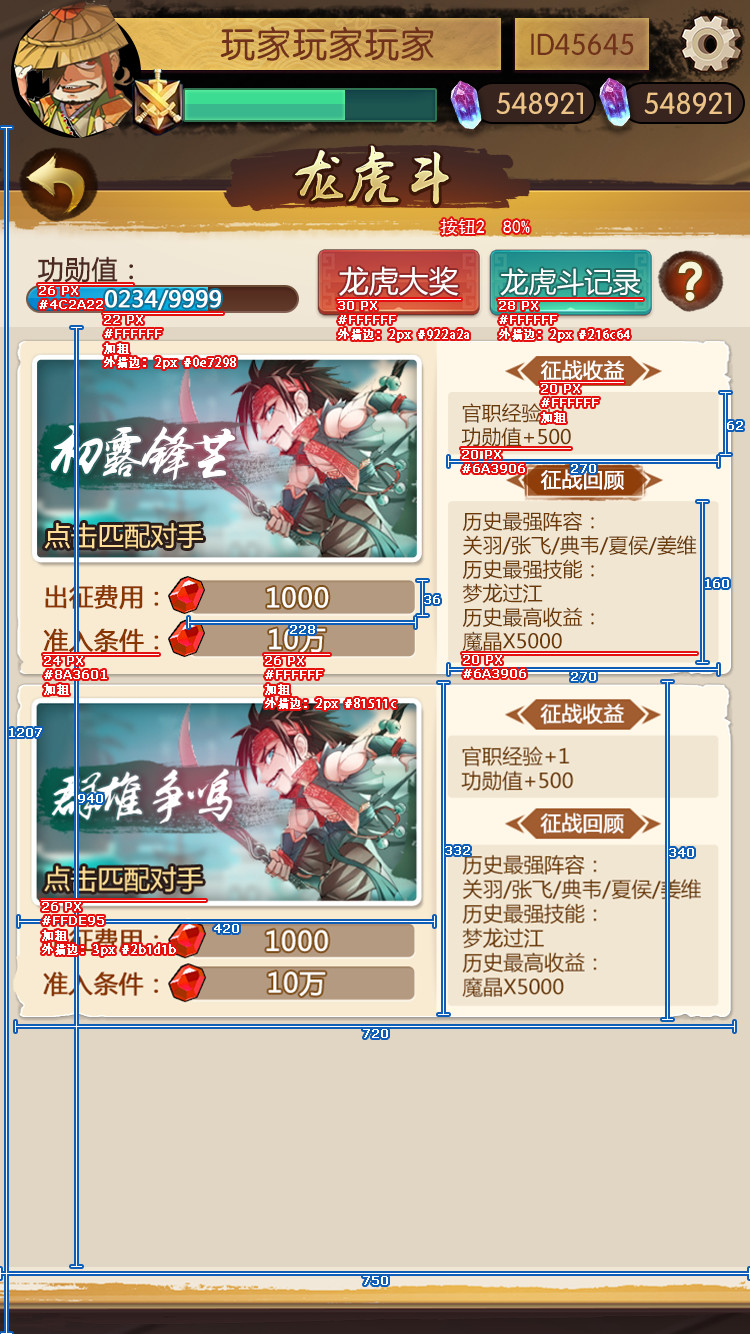 玩家玩家玩家
ID45645
548921
548921
龙虎斗
按钮2 80%
功勋值：
0234/9999
龙虎大奖
龙虎斗记录
?
26 PX
#4C2A22
22 PX
#FFFFFF
加粗
外描边: 2px #0e7298
30 PX
#FFFFFF
外描边: 2px #922a2a
28 PX
#FFFFFF
外描边: 2px #216c64
初露锋芒
点击匹配对手
征战收益
20 PX
#FFFFFF
加粗
官职经验
功勋值+500
62
20 PX
#6A3906
270
征战回顾
历史最强阵容：
关羽/张飞/典韦/夏侯/姜维
历史最强技能：
梦龙过江
历史最高收益：
魔晶X5000
160
20 PX
#6A3906
270
出征费用：
1000
36
228
准入条件：
10万
24 PX
#8A3601
加粗
26 PX
#FFFFFF
加粗
外描边: 2px #81511c
1207
940
群雄争鸣
点击匹配对手
26 PX
#FFDE95
加粗
外描边: 3px #2b1d1b
420
征费用：
1000
准入条件：
10万
征战收益
官职经验+1
功勋值+500
征战回顾
332
340
历史最强阵容：
关羽/张飞/典韦/夏侯/姜维
历史最强技能：
梦龙过江
历史最高收益：
魔晶X5000
720
750